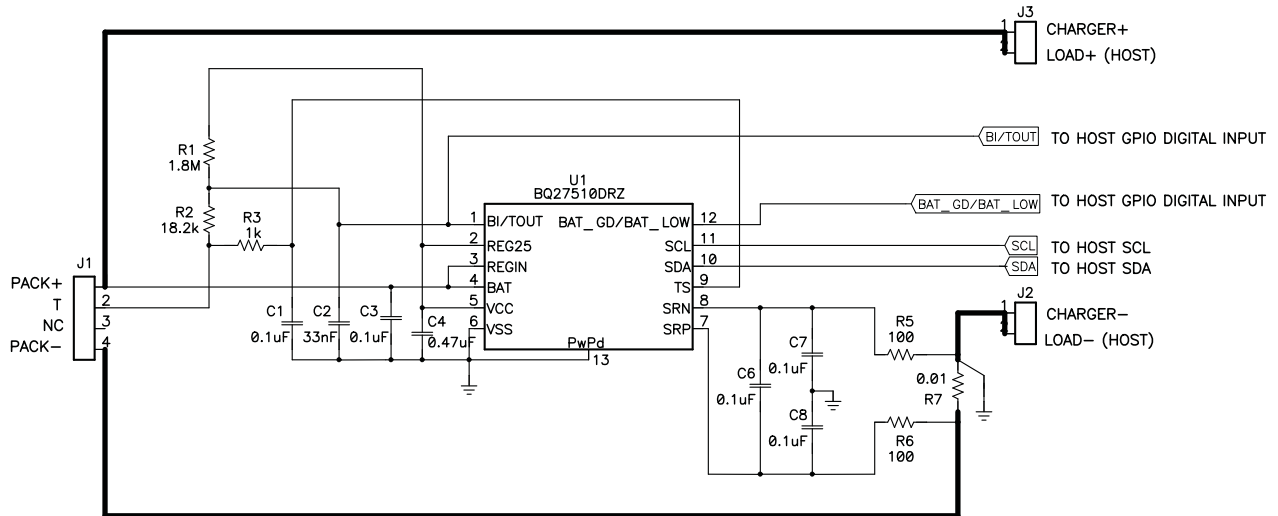 J3
1
CHARGER+
LOAD+ (HOST)
R1
1.8M
BI/TOUT
TO HOST GPIO DIGITAL INPUT
U1
BQ27510DRZ
R2
18.2k
R3
1k
1
BI/TOUT
BAT_GD/BAT_LOW
12
BAT_GD/BAT_LOW
TO HOST GPIO DIGITAL INPUT
2
REG25
SCL
11
SCL
TO HOST SCL
3
REGIN
SDA
10
SDA
TO HOST SDA
J1
PACK+
T
2
NC
3
PACK-
4
4
BAT
TS
9
5
VCC
SRN
8
6
VSS
SRP
7
PwPd
13
C1
0.1uF
C2
33nF
C3
0.1uF
C4
0.47uF
J2
1
CHARGER-
LOAD- (HOST)
R5
100
C7
0.1uF
C6
0.1uF
0.01
R7
C8
0.1uF
R6
100